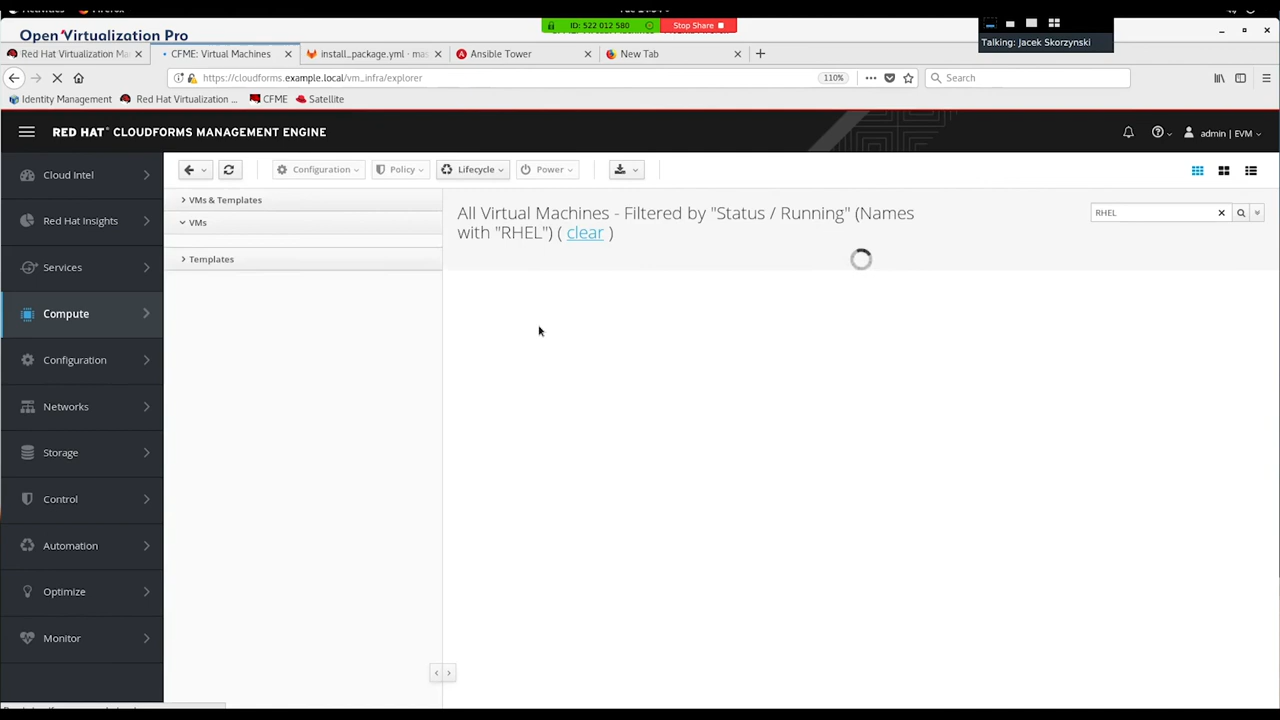 Activities Firefox
Open Virtualization Pro
ID: 522 012 580 Stop Share
Talking: Jacek Skorzynski
Red Hat Virtualization Ma
CFME: Virtual Machines
install_package.yml - mas
Ansible Tower
New Tab
https://cloudforms.example.local/vm_infra/explorer
110%
Search
Identity Management
Red Hat Virtualization ...
CFME
Satellite
RED HAT® CLOUDFORMS MANAGEMENT ENGINE
admin | EVM
Cloud Intel
Red Hat Insights
Services
Compute
Configuration
Networks
Storage
Control
Automation
Optimize
Monitor
Configuration
Policy
Lifecycle
Power
VMs & Templates
VMs
Templates
All Virtual Machines - Filtered by "Status / Running" (Names
with "RHEL") ( clear )
RHEL